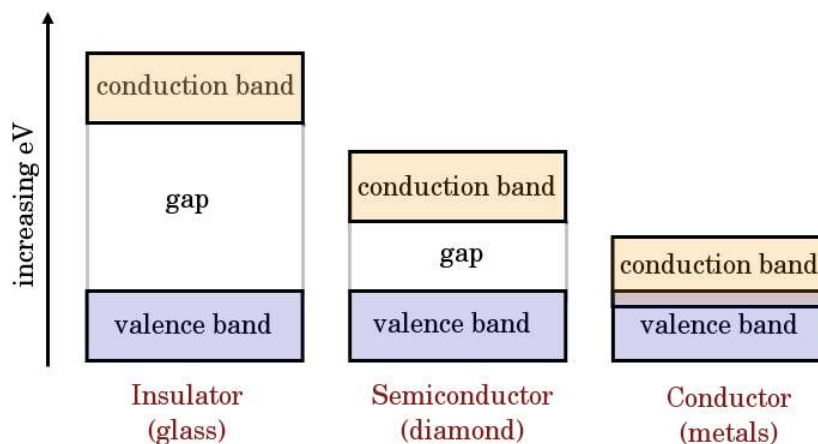 increasing eV
conduction band
gap
valence band
Insulator
(glass)
conduction band
gap
valence band
Semiconductor
(diamond)
conduction band
valence band
Conductor
(metals)